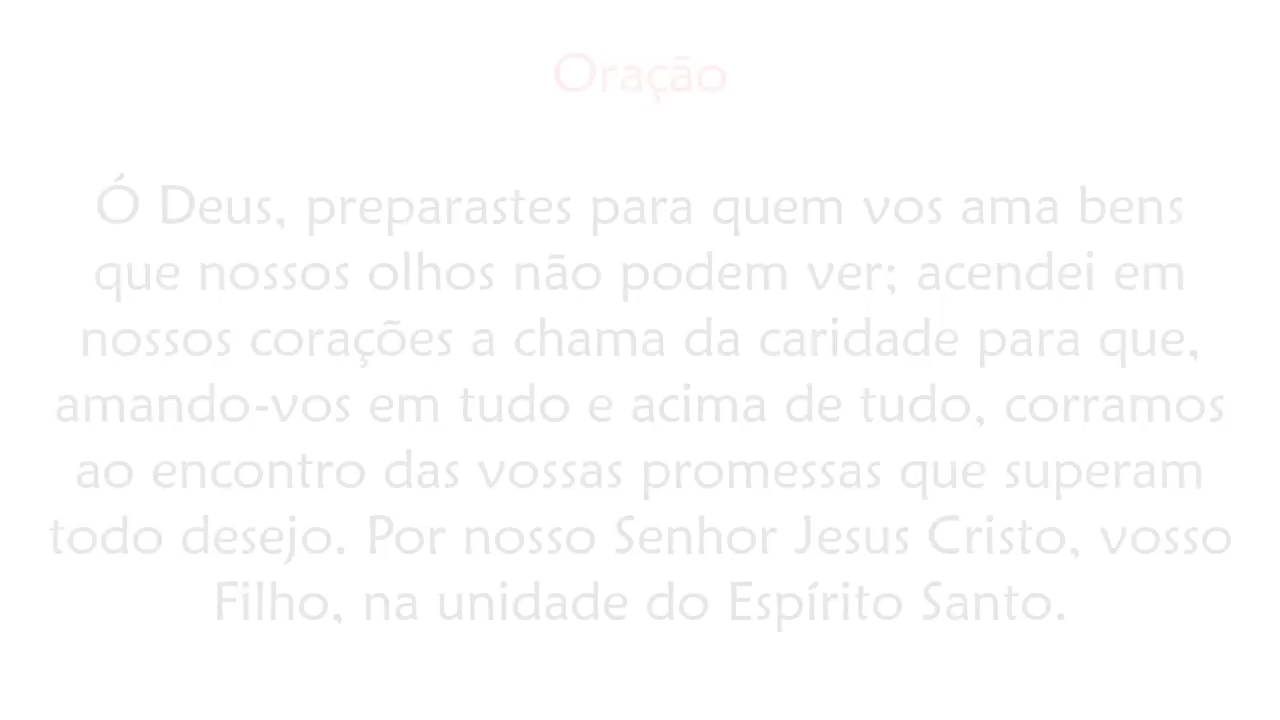 Oração
Ó Deus, preparastes para quem vos ama bens
que nossos olhos não podem ver; acendei em
nossos corações a chama da caridade para que,
amando-vos em tudo e acima de tudo, corramos
ao encontro das vossas promessas que superam
todo desejo. Por nosso Senhor Jesus Cristo, vosso
Filho, na unidade do Espírito Santo.